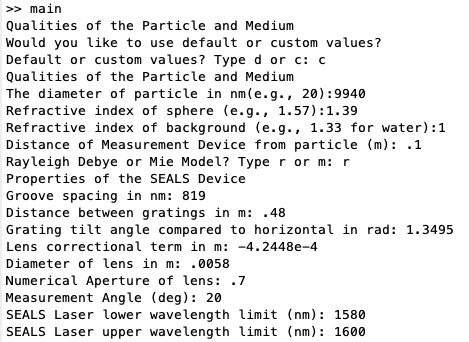 >> main
Qualities of the Particle and Medium
Would you like to use default or custom values?
Default or custom values? Type d or c: c
Qualities of the Particle and Medium
The diameter of particle in nm(e.g., 20):9940
Refractive index of sphere (e.g., 1.57):1.39
Refractive index of background (e.g., 1.33 for water):1
Distance of Measurement Device from particle (m): .1
Rayleigh Debye or Mie Model? Type r or m: r
Properties of the SEALS Device
Groove spacing in nm: 819
Distance between gratings in m: .48
Grating tilt angle compared to horizontal in rad: 1.3495
Lens correctional term in m: -4.2448e-4
Diameter of lens in m: .0058
Numerical Aperture of lens: .7
Measurement Angle (deg): 20
SEALS Laser lower wavelength limit (nm): 1580
SEALS Laser upper wavelength limit (nm): 1600